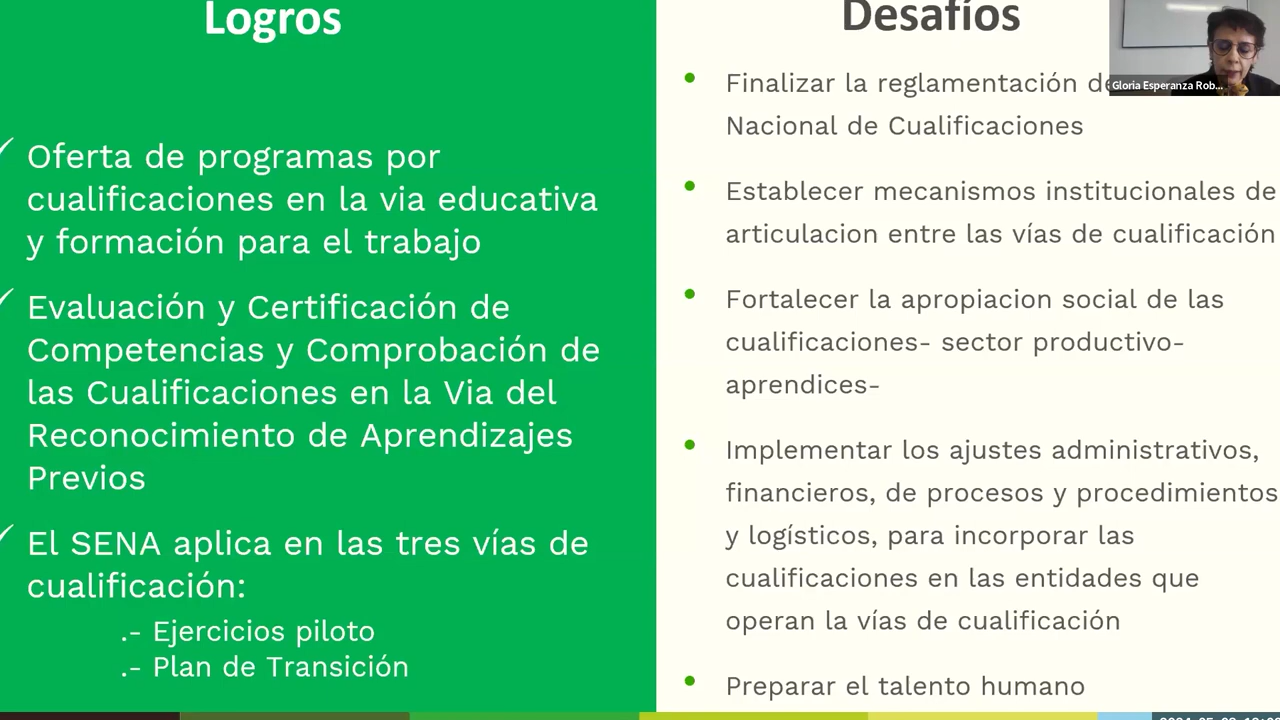 Logros
Oferta de programas por
cualificaciones en la via educativa
y formación para el trabajo
Evaluación y Certificación de
Competencias y Comprobación de
las Cualificaciones en la Via del
Reconocimiento de Aprendizajes
Previos
El SENA aplica en las tres vías de
cualificación:
.- Ejercicios piloto
.- Plan de Transición
Desafíos
Finalizar la reglamentación
Nacional de Cualificaciones
Establecer mecanismos institucionales de
articulacion entre las vías de cualificación
Fortalecer la apropiacion social de las
cualificaciones- sector productivo-
aprendices-
Implementar los ajustes administrativos,
financieros, de procesos y procedimientos
y logísticos, para incorporar las
cualificaciones en las entidades que
operan la vías de cualificación
Preparar el talento humano
Gloria Esperanza Rob...